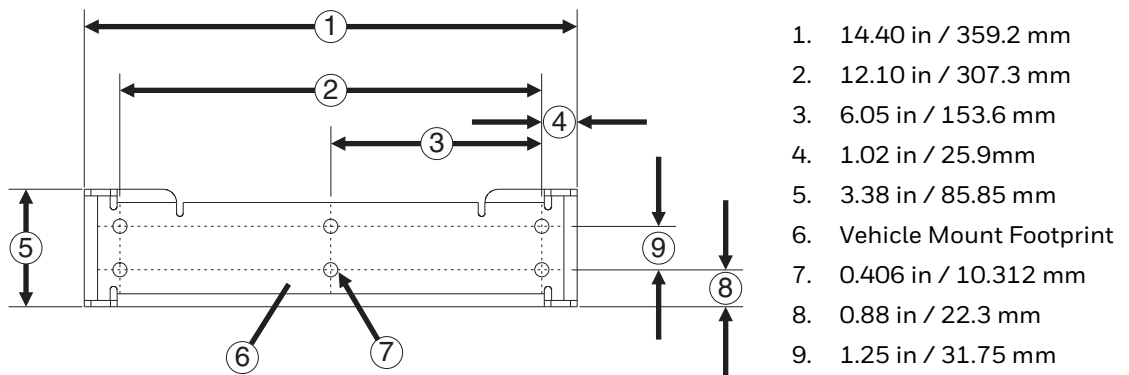 1
2
3
4
5
6
7
8
9
1. 14.40 in / 359.2 mm
2. 12.10 in / 307.3 mm
3. 6.05 in / 153.6 mm
4. 1.02 in / 25.9mm
5. 3.38 in / 85.85 mm
6. Vehicle Mount Footprint
7. 0.406 in / 10.312 mm
8. 0.88 in / 22.3 mm
9. 1.25 in / 31.75 mm